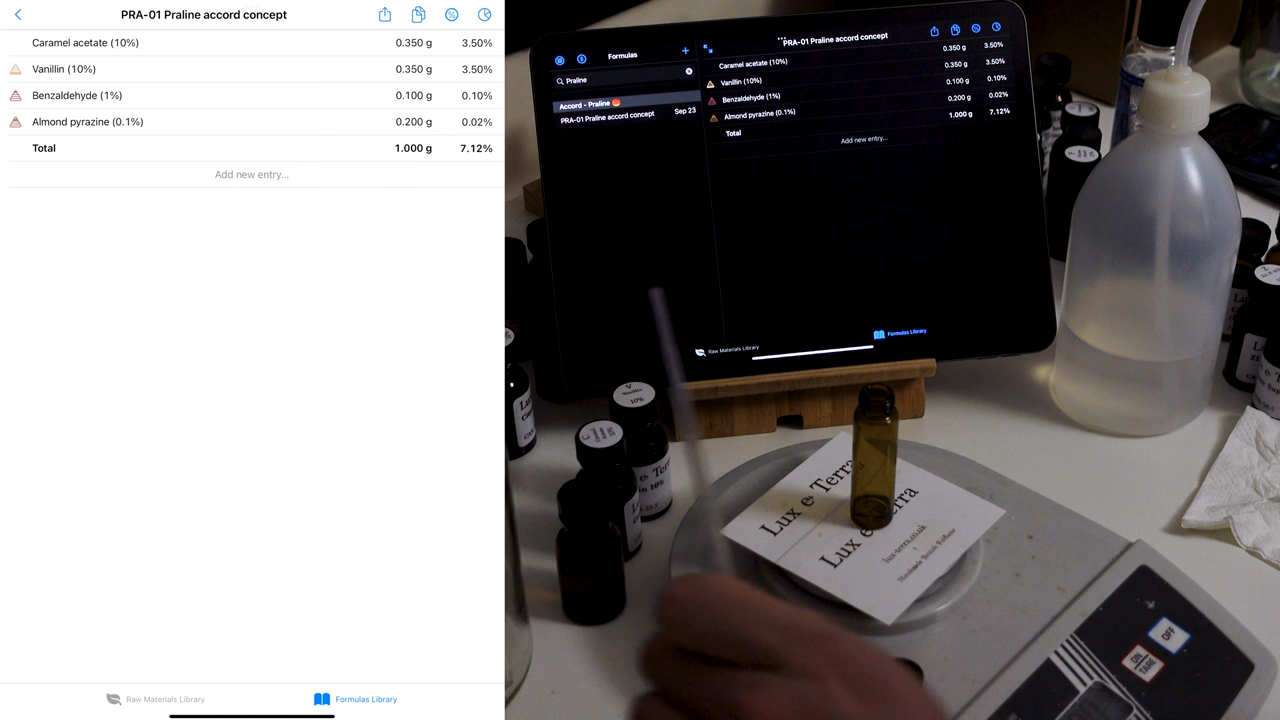 PRA-01 Praline accord concept
Caramel acetate (10%) 0.350 g 3.50%
Vanillin (10%) 0.350 g 3.50%
Benzaldehyde (1%) 0.100 g 0.10%
Almond pyrazine (0.1%) 0.200 g 0.02%
Total 1.000 g 7.12%
Add new entry...
Raw Materials Library
Formulas Library
Formulas
Praline
Accord - Praline
PRA-01 Praline accord concept Sep 23
PRA-01 Praline accord concept
Caramel acetate (10%) 0.350 g 3.50%
Vanillin (10%) 0.350 g 3.50%
Benzaldehyde (1%) 0.100 g 0.10%
Almond pyrazine (0.1%) 0.200 g 0.02%
Total 1.000 g 7.12%
Add new entry...
Raw Materials Library
Formulas Library
V
Vanillin
10%
Lux & Terra
Lux & Terra
lux-terra.co.uk
Handmade British Perfume
ON
TARE
OFF